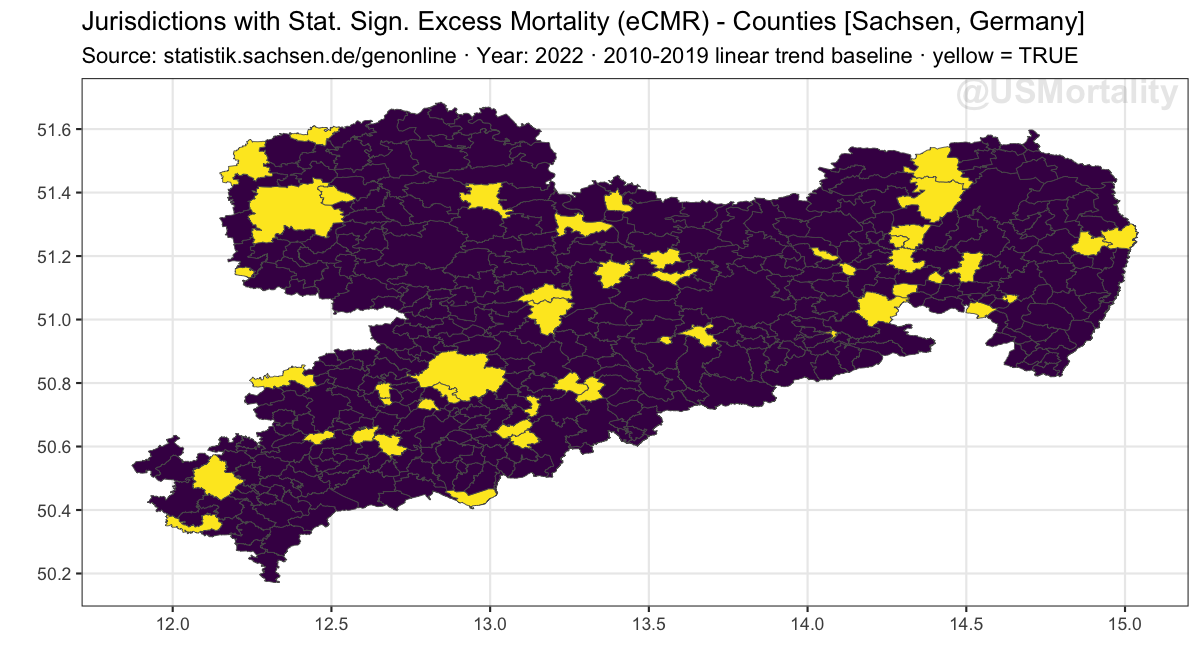 Jurisdictions with Stat. Sign. Excess Mortality (eCMR) - Counties [Sachsen, Germany]
Source: statistik.sachsen.de/genonline · Year: 2022 · 2010-2019 linear trend baseline · yellow = TRUE
@USMortality
51.6
51.4
51.2
51.0
50.8
50.6
50.4
50.2
12.0 12.5 13.0 13.5 14.0 14.5 15.0